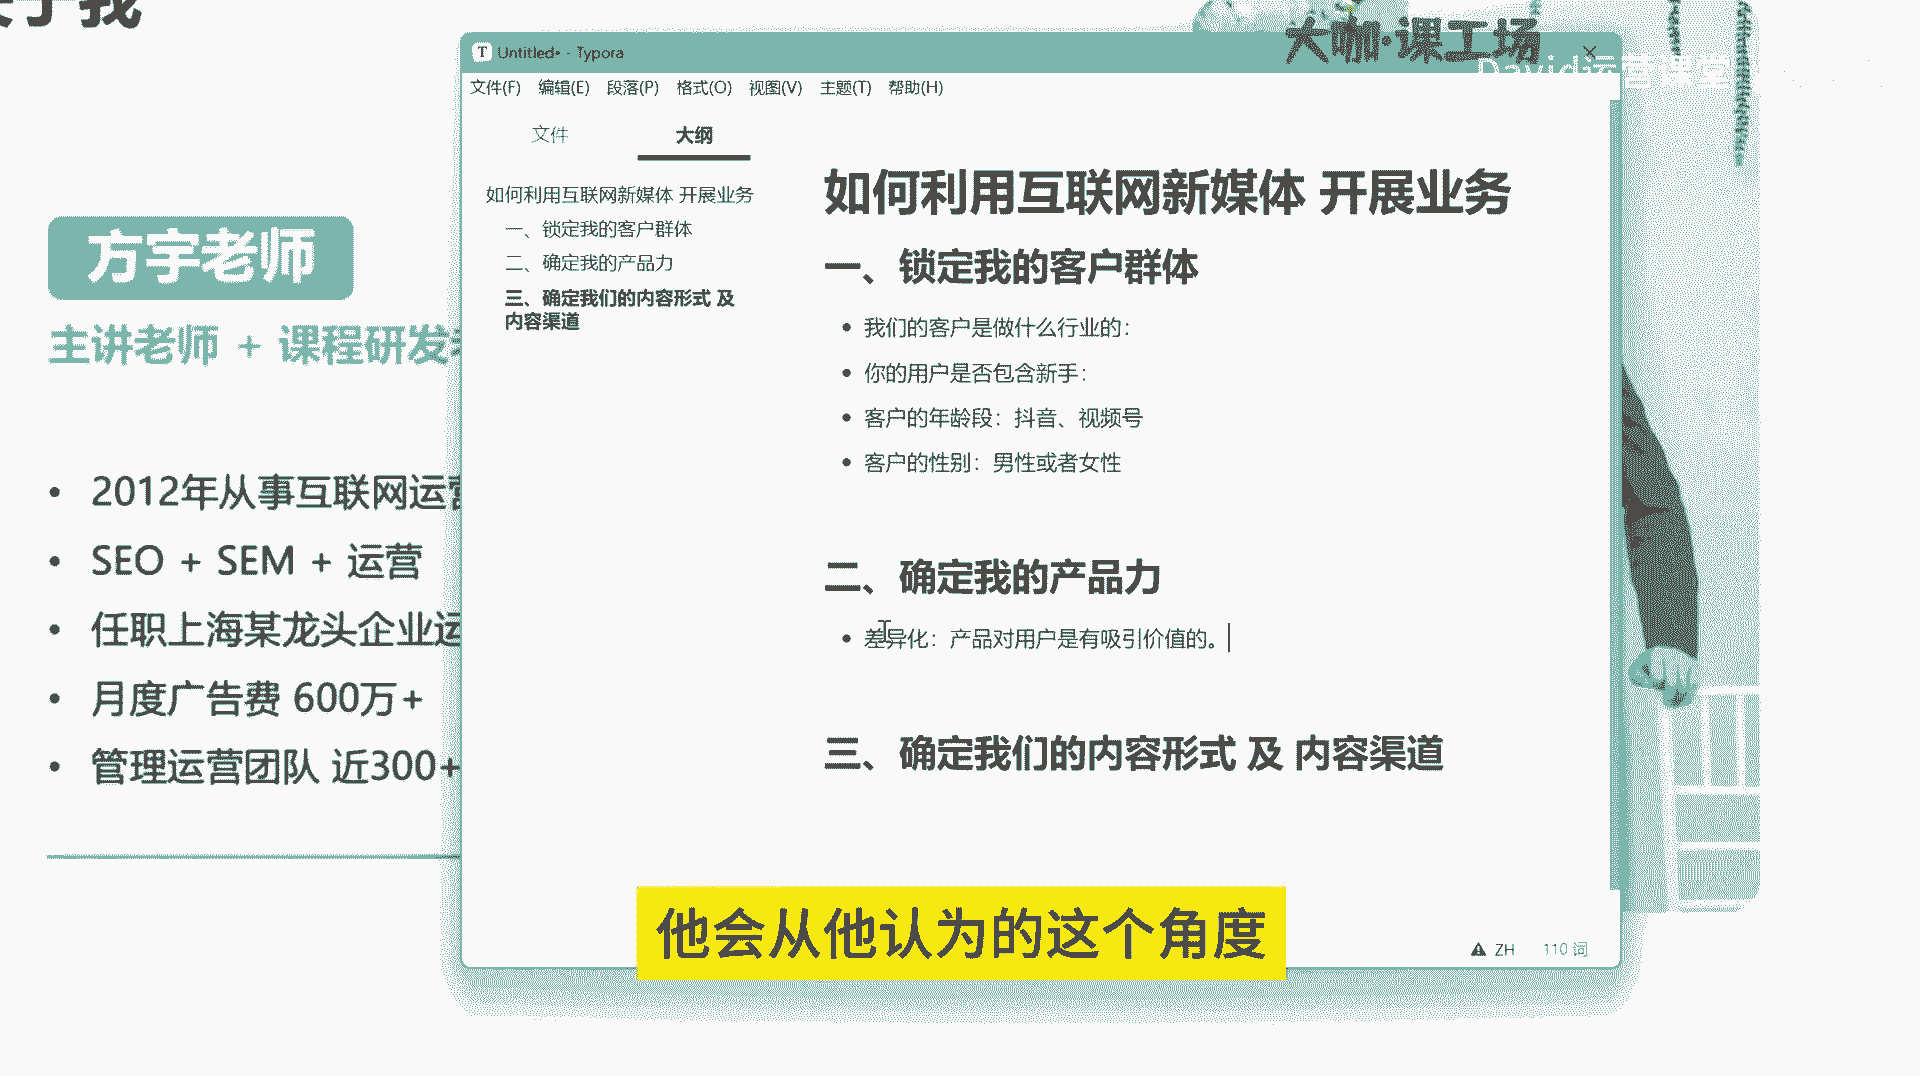 关于我
大咖·课工场
David运营课堂
Untitled• - Typora
文件(F) 编辑(E) 段落(P) 格式(O) 视图(V) 主题(T) 帮助(H)
文件 大纲
如何利用互联网新媒体 开展业务
一、锁定我的客户群体
二、确定我的产品力
三、确定我们的内容形式 及
内容渠道
如何利用互联网新媒体 开展业务
一、锁定我的客户群体
• 我们的客户是做什么行业的：
• 你的用户是否包含新手：
• 客户的年龄段：抖音、视频号
• 客户的性别：男性或者女性
二、确定我的产品力
• 差异化：产品对用户是有吸引价值的。
三、确定我们的内容形式 及 内容渠道
ZH 110 词
方宇老师
主讲老师 + 课程研发老
• 2012年从事互联网运营
• SEO + SEM + 运营
• 任职上海某龙头企业运
• 月度广告费 600万+
• 管理运营团队 近300+
他会从他认为的这个角度